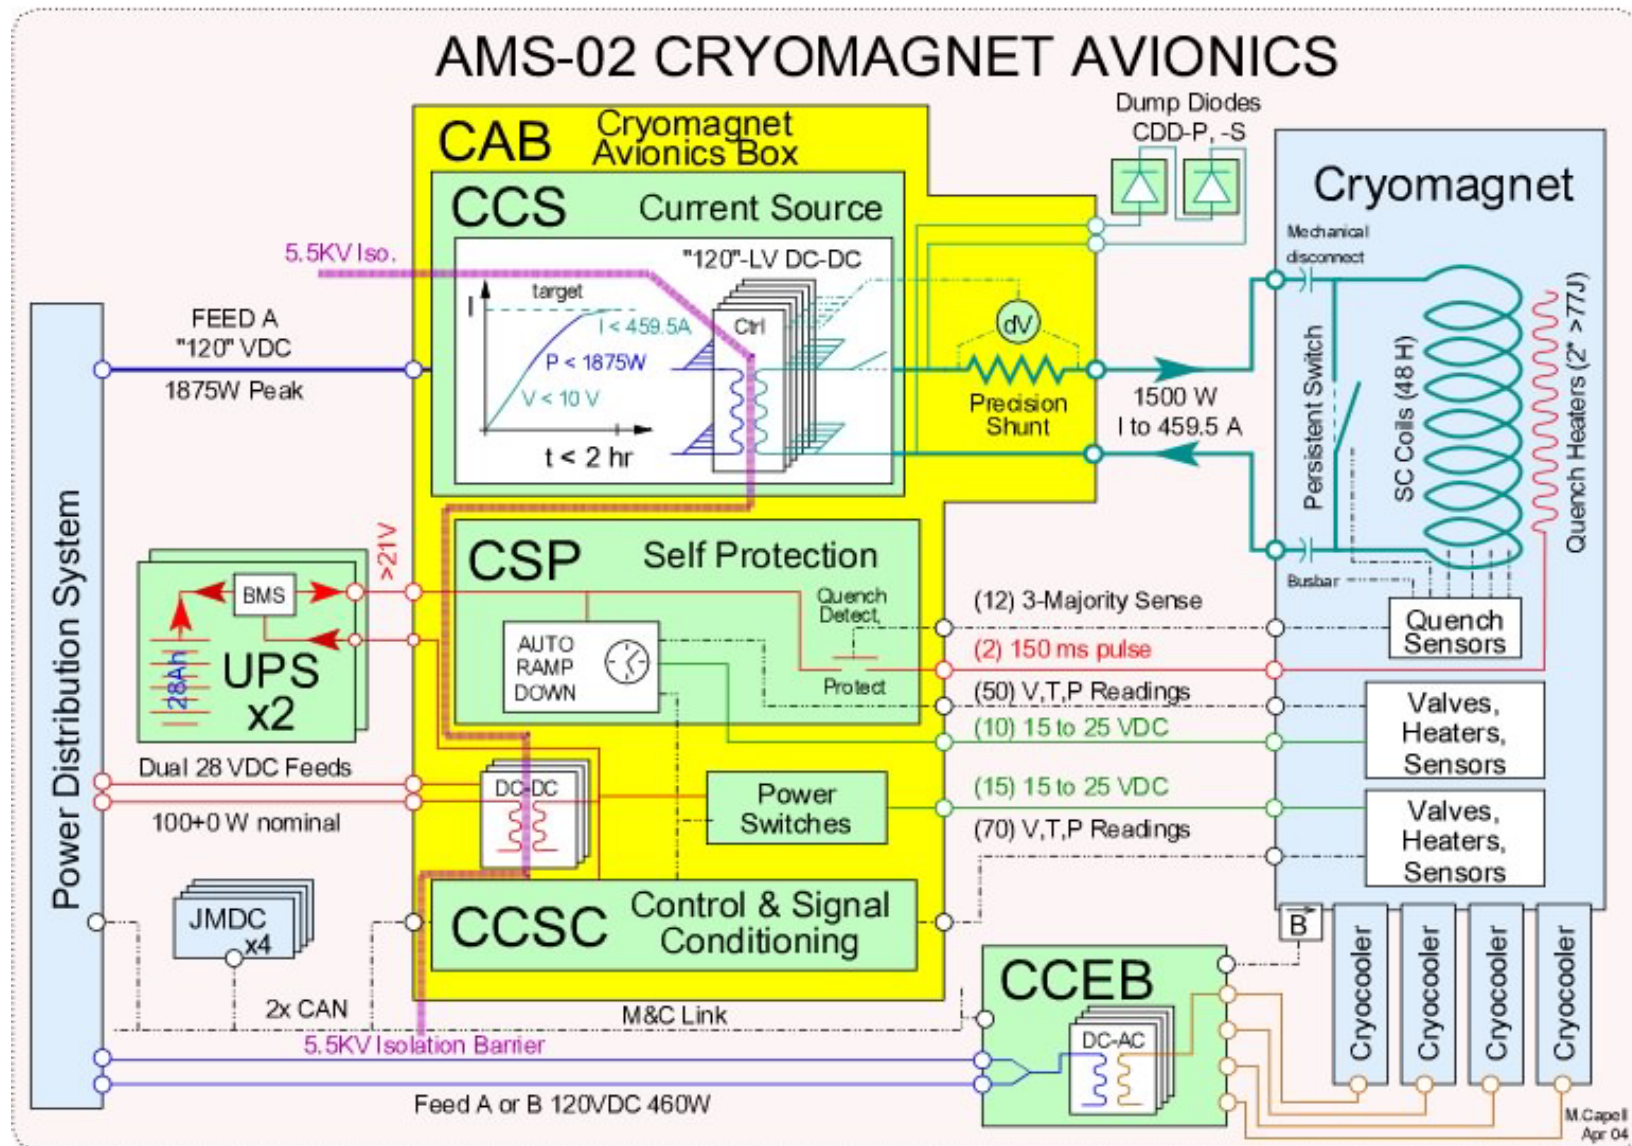 AMS-02 CRYOMAGNET AVIONICS
Dump Diodes
CDD-P, -S
CAB
Cryomagnet
Avionics Box
CCS
Current Source
5.5KV Iso.
"120"-LV DC-DC
target
I
I < 459.5A
P < 1875W
V < 10 V
t < 2 hr
Ctrl
dV
Precision
Shunt
FEED A
"120" VDC
1875W Peak
1500 W
I to 459.5 A
Cryomagnet
Mechanical
disconnect
Persistent Switch
SC Coils (48 H)
Quench Heaters (2* >77J)
Busbar
Quench
Sensors
Power Distribution System
>21V
BMS
28Ah
UPS
x2
CSP
Self Protection
AUTO
RAMP
DOWN
Quench
Detect,
Protect
(12) 3-Majority Sense
(2) 150 ms pulse
(50) V,T,P Readings
(10) 15 to 25 VDC
Valves,
Heaters,
Sensors
Dual 28 VDC Feeds
100+0 W nominal
DC-DC
Power
Switches
(15) 15 to 25 VDC
(70) V,T,P Readings
Valves,
Heaters,
Sensors
JMDC
x4
CCSC
Control & Signal
Conditioning
2x CAN
M&C Link
5.5KV Isolation Barrier
Feed A or B 120VDC 460W
CCEB
DC-AC
B
Cryocooler
Cryocooler
Cryocooler
Cryocooler
M.Capell
Apr 04